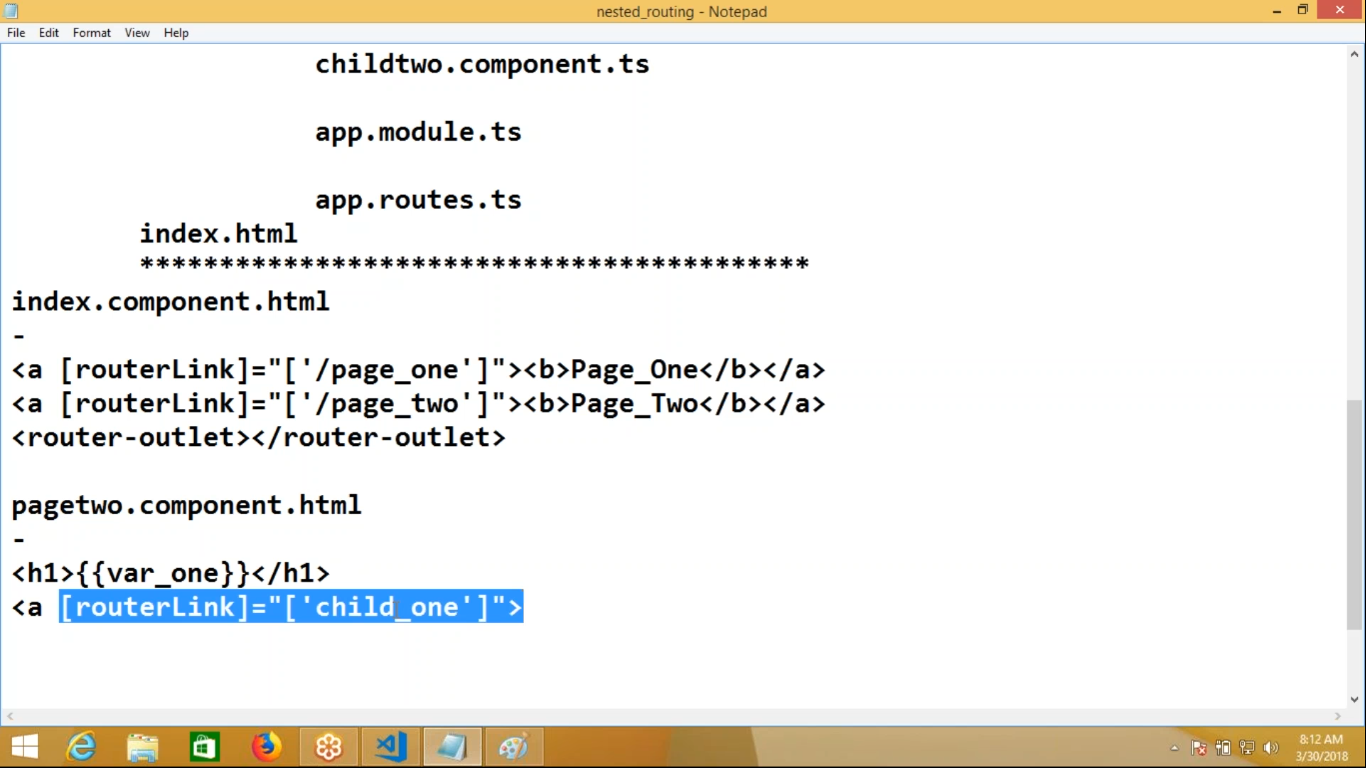 nested_routing - Notepad
File Edit Format View Help
childtwo.component.ts
app.module.ts
app.routes.ts
index.html
******************************************
index.component.html
-
<a [routerLink]="['/page_one']"><b>Page_One</b></a>
<a [routerLink]="['/page_two']"><b>Page_Two</b></a>
<router-outlet></router-outlet>
pagetwo.component.html
-
<h1>{{var_one}}</h1>
<a [routerLink]="['child_one']">
8:12 AM
3/30/2018